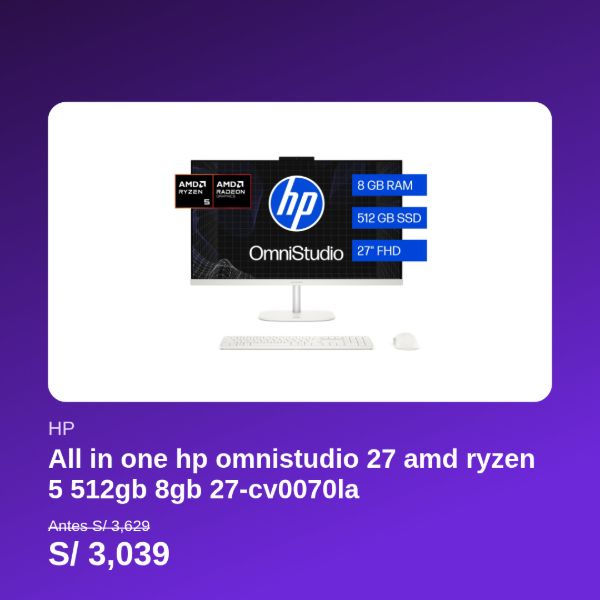 AMD
RYZEN
5
AMD
RADEON
GRAPHICS
hp
OmniStudio
8 GB RAM
512 GB SSD
27" FHD
HP
All in one hp omnistudio 27 amd ryzen
5 512gb 8gb 27-cv0070la
Antes S/ 3,629
S/ 3,039